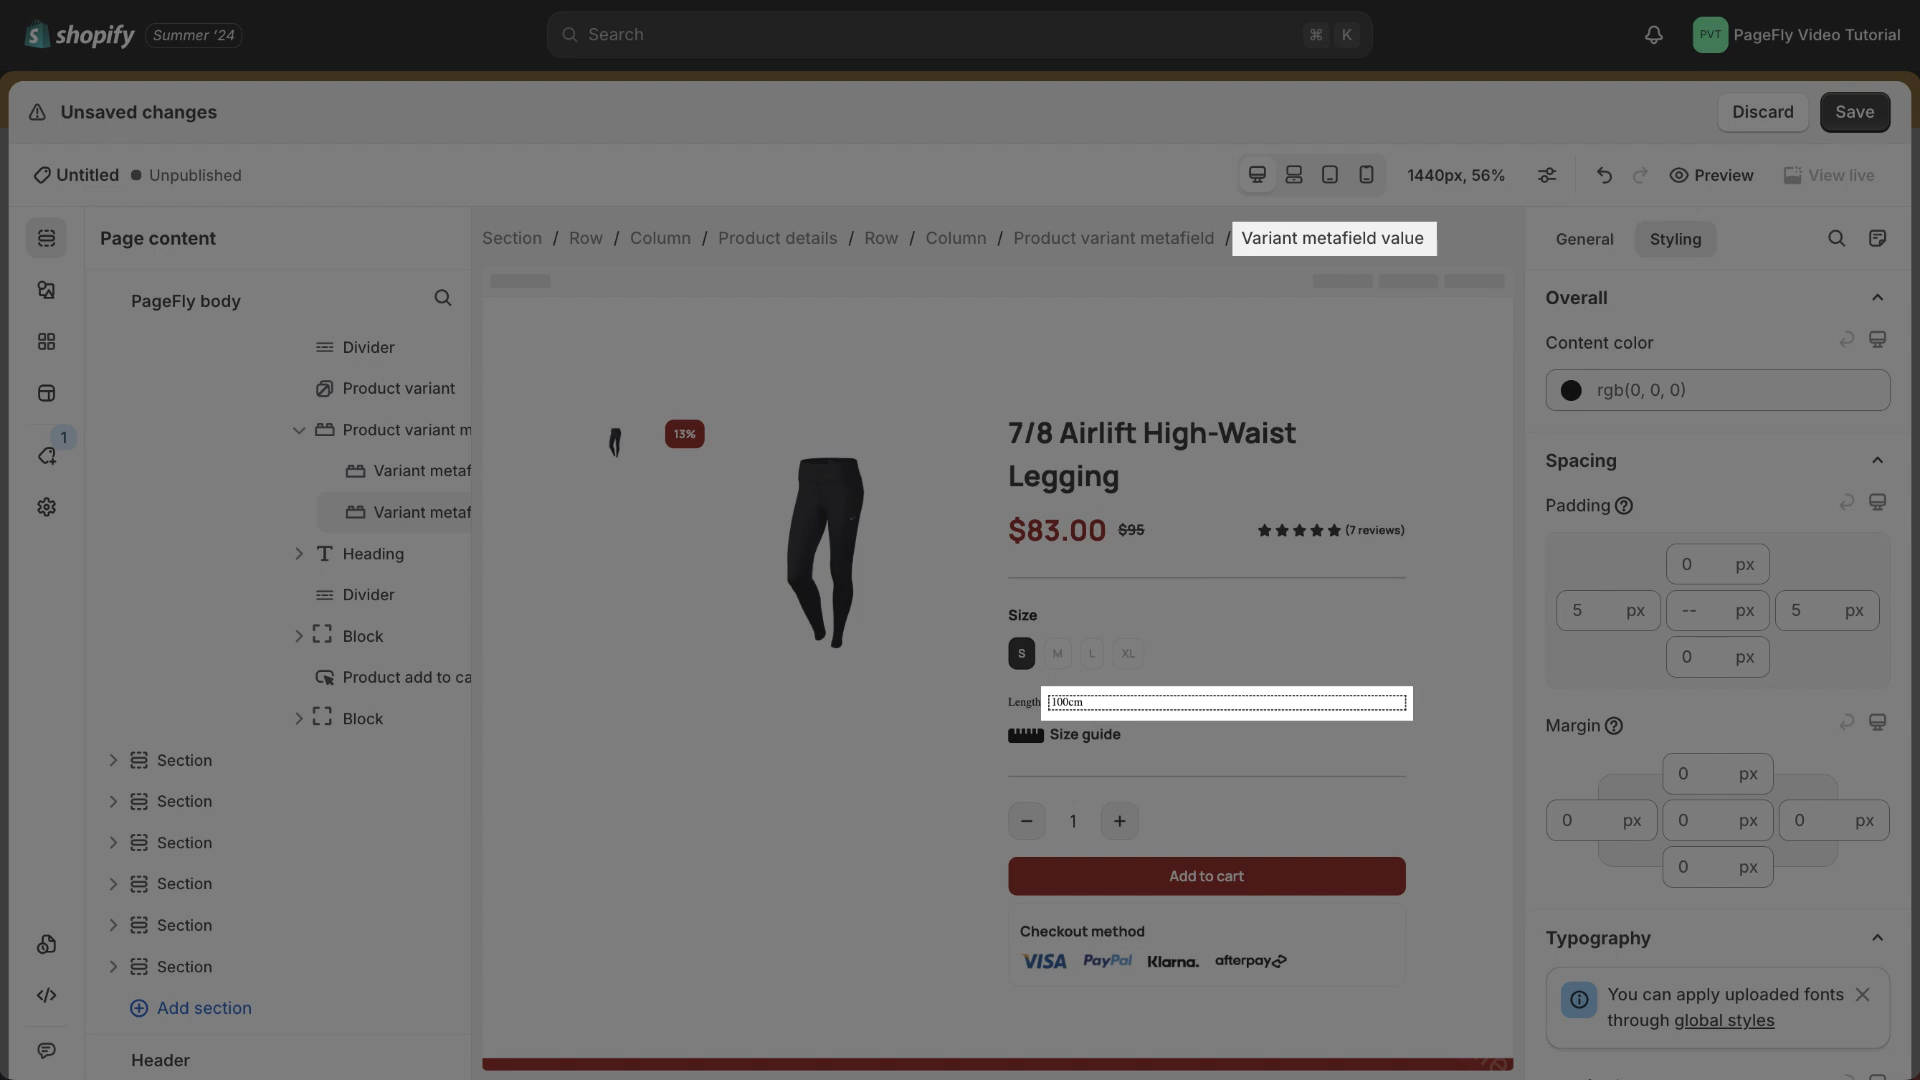 shopify Summer '24
Search ⌘ K
PVT PageFly Video Tutorial
Unsaved changes
Discard Save
Untitled Unpublished
1440px, 56%
Preview View live
Page content
PageFly body
Divider
Product variant
Product variant m
Variant metaf
Variant metaf
Heading
Divider
Block
Product add to ca
Block
Section
Section
Section
Section
Section
Section
Add section
Header
1
Section / Row / Column / Product details / Row / Column / Product variant metafield / Variant metafield value
13%
7/8 Airlift High-Waist
Legging
$83.00 $95 (7 reviews)
Size
S M L XL
Length 100cm
Size guide
− 1 +
Add to cart
Checkout method
VISA PayPal Klarna. afterpay
General Styling
Overall
Content color
rgb(0, 0, 0)
Spacing
Padding
0 px
5 px -- px 5 px
0 px
Margin
0 px
0 px 0 px 0 px
0 px
Typography
You can apply uploaded fonts
through global styles